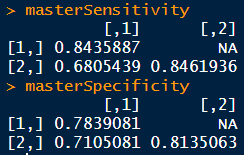 > masterSensitivity
[,1] [,2]
[1,] 0.8435887 NA
[2,] 0.6805439 0.8461936
> masterSpecificity
[,1] [,2]
[1,] 0.7839081 NA
[2,] 0.7105081 0.8135063